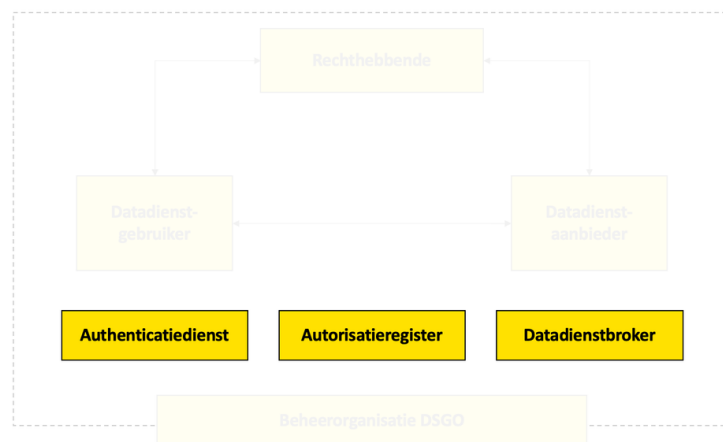 Rechthebbende
Datadienst-
gebruiker
Datadienst-
aanbieder
Authenticatiedienst
Autorisatieregister
Datadienstbroker
Beheerorganisatie DSGO